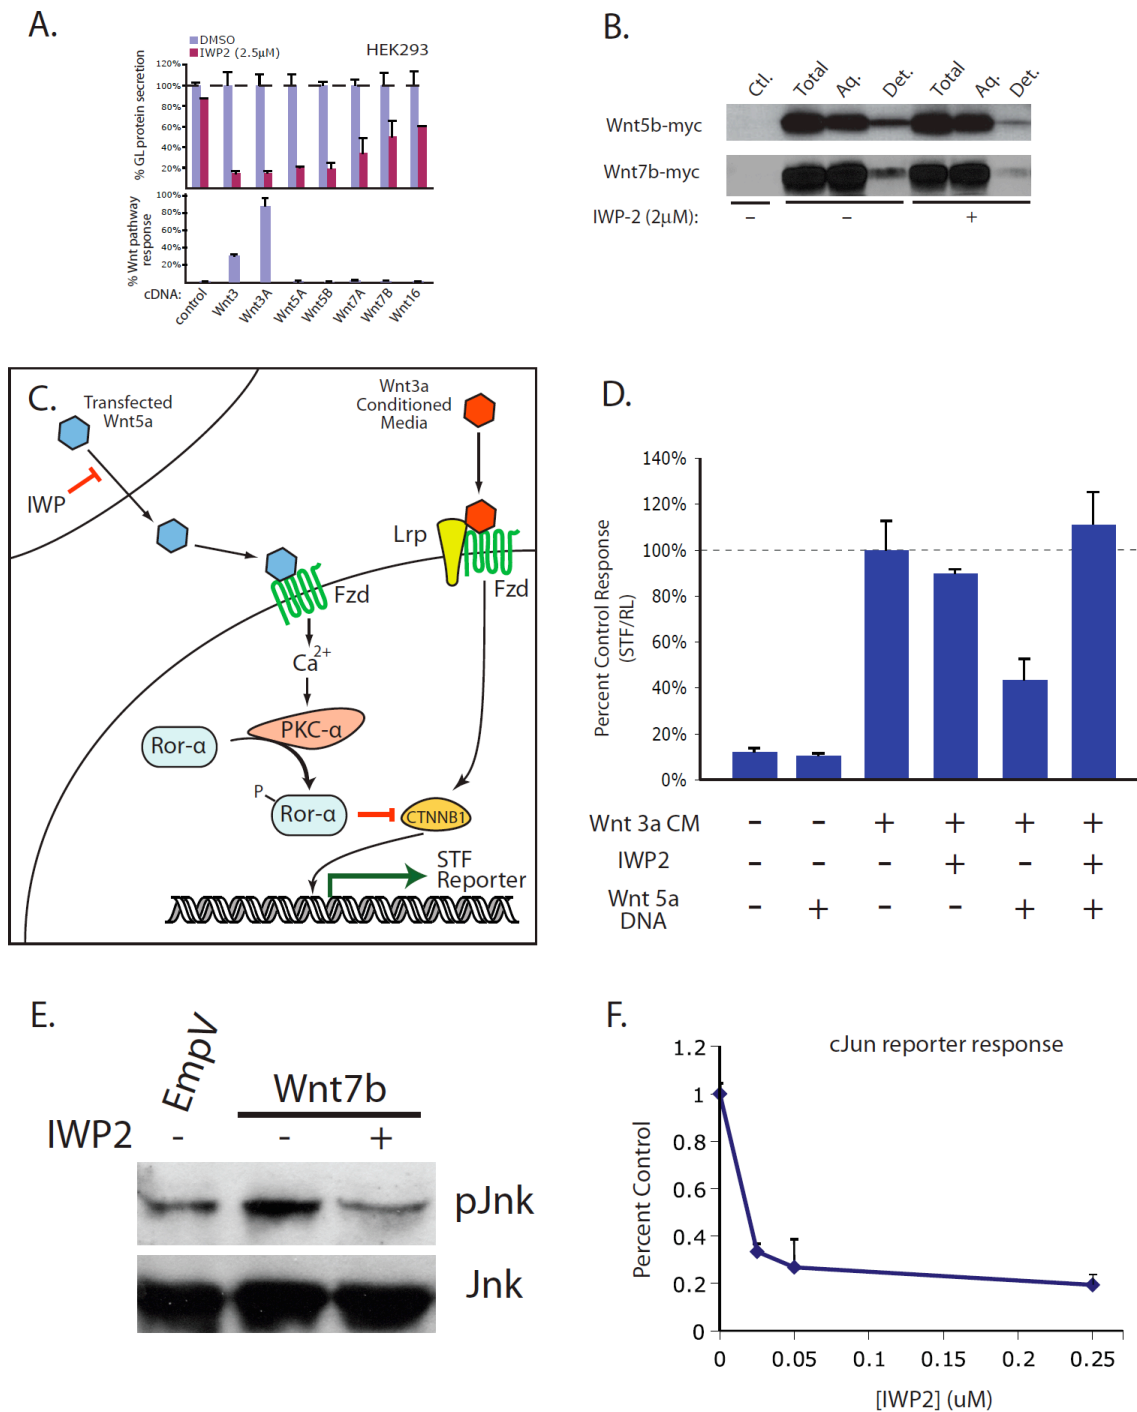 A.
DMSO
IWP2 (2.5µM)
HEK293
% GL protein secretion
120%
100%
80%
60%
40%
20%
% Wnt pathway
response
100%
80%
60%
40%
20%
cDNA:
control
Wnt3
Wnt3A
Wnt5A
Wnt5B
Wnt7A
Wnt7B
Wnt16
B.
Ctl.
Total
Aq.
Det.
Total
Aq.
Det.
Wnt5b-myc
Wnt7b-myc
IWP-2 (2µM): - - +
C.
Transfected
Wnt5a
IWP
Wnt3a
Conditioned
Media
Lrp
Fzd
Fzd
Ca2+
PKC-α
Ror-α
P
Ror-α
CTNNB1
STF
Reporter
D.
Percent Control Response
(STF/RL)
140%
120%
100%
80%
60%
40%
20%
0%
Wnt 3a CM - - + + + +
IWP2 - - - + - +
Wnt 5a
DNA
- + - - + +
E.
EmpV
Wnt7b
IWP2 - - +
pJnk
Jnk
F.
cJun reporter response
Percent Control
1.2
1
0.8
0.6
0.4
0.2
0
0 0.05 0.1 0.15 0.2 0.25
[IWP2] (uM)